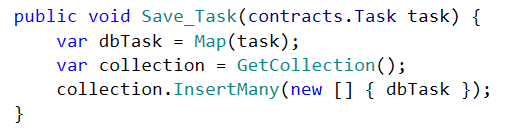 public void Save_Task(contracts.Task task) {
    var dbTask = Map(task);
    var collection = GetCollection();
    collection.InsertMany(new [] { dbTask });
}